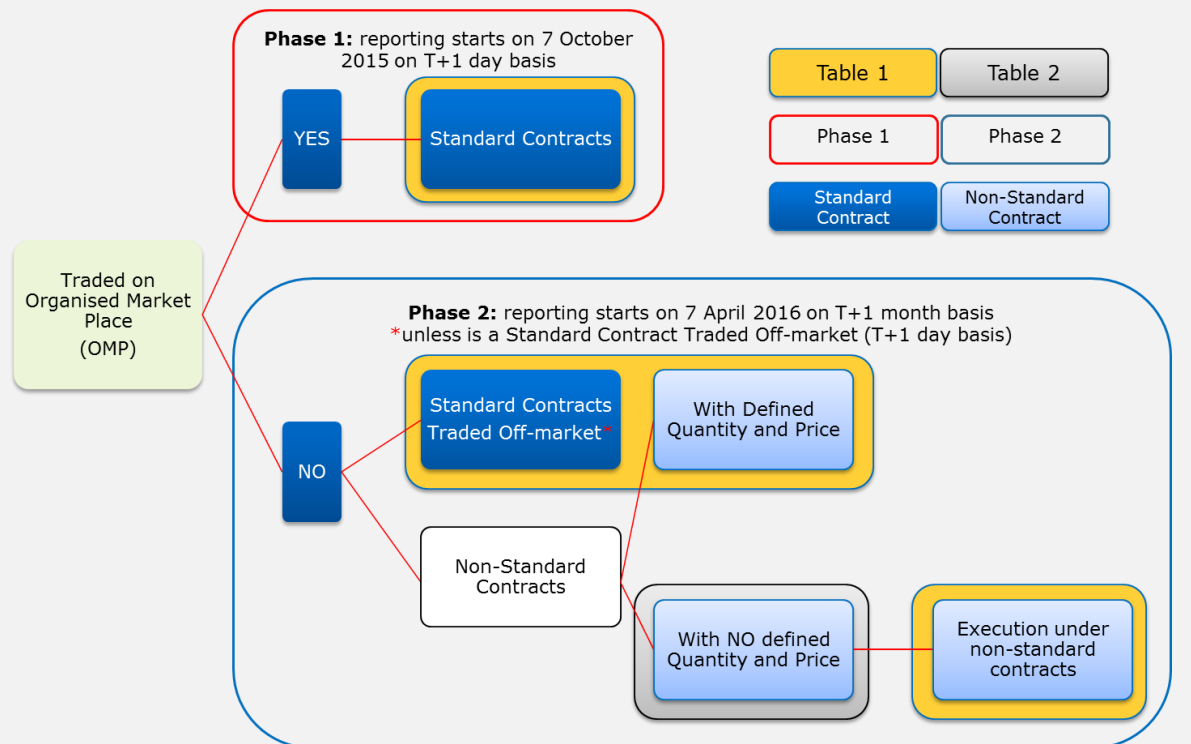 Phase 1: reporting starts on 7 October
2015 on T+1 day basis
YES
Standard Contracts
Table 1
Table 2
Phase 1
Phase 2
Standard
Contract
Non-Standard
Contract
Traded on
Organised Market
Place
(OMP)
Phase 2: reporting starts on 7 April 2016 on T+1 month basis
*unless is a Standard Contract Traded Off-market (T+1 day basis)
NO
Standard Contracts
Traded Off-market*
With Defined
Quantity and Price
Non-Standard
Contracts
With NO defined
Quantity and Price
Execution under
non-standard
contracts